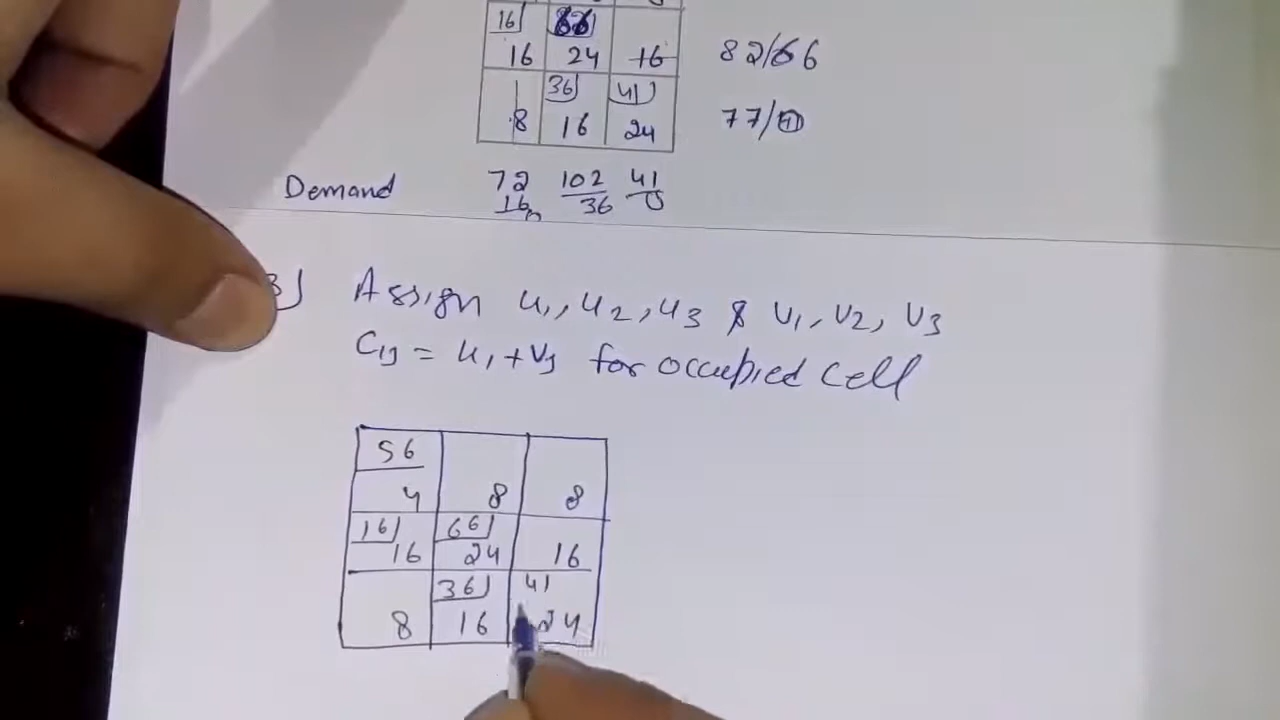 16
16 24 16 82/66
36 41
8 16 24 77/41
Demand 72 102 41
16 36 0
3) Assign u1, u2, u3 & v1, v2, v3
Cij = ui + vj for occupied cell
56
4 8 8
16 66
16 24 16
36 41
8 16 24